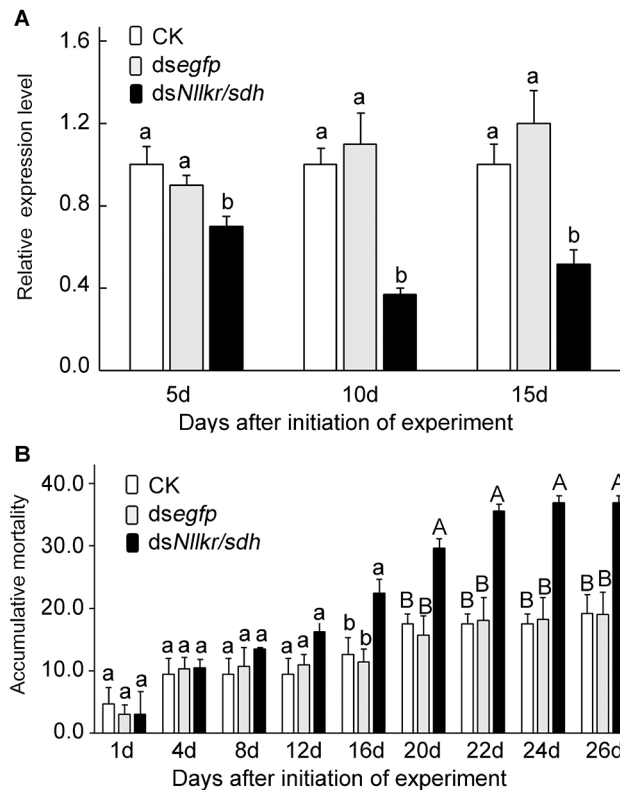 A
Relative expression level
1.6
1.2
0.8
0.4
0.0
CK
dsegfp
dsNllkr/sdh
a
a
b
a
a
b
a
a
b
5d 10d 15d
Days after initiation of experiment
B
Accumulative mortality
40.0
30.0
20.0
10.0
0.0
CK
dsegfp
dsNllkr/sdh
a a a
a a a
a a a
a a a
b b a
B B A
B B A
B B A
B B A
1d 4d 8d 12d 16d 20d 22d 24d 26d
Days after initiation of experiment